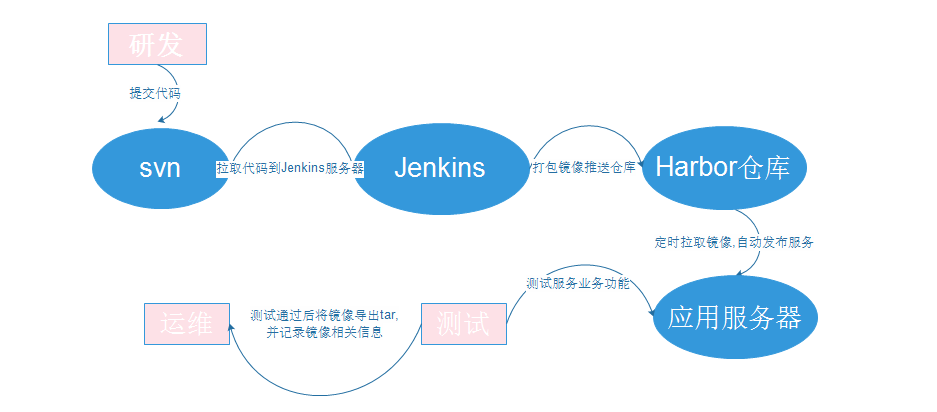 研发
提交代码
svn
拉取代码到Jenkins服务器
Jenkins
打包镜像推送仓库
Harbor仓库
定时拉取镜像,自动发布服务
应用服务器
测试服务业务功能
测试
测试通过后将镜像导出tar,
并记录镜像相关信息
运维